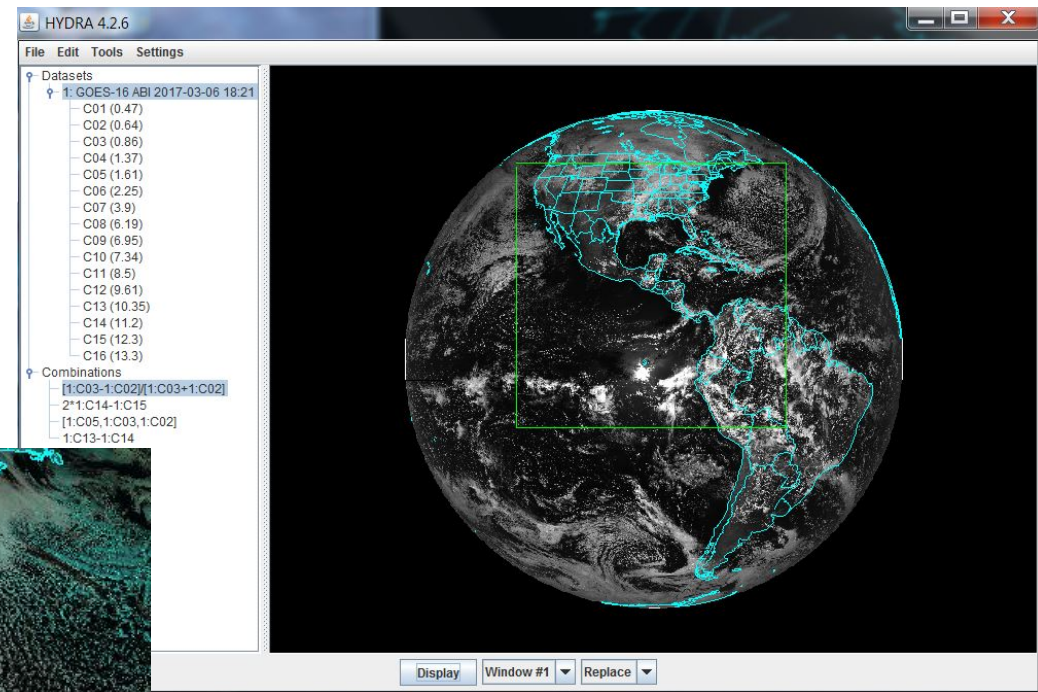 HYDRA 4.2.6
File Edit Tools Settings
Datasets
1: GOES-16 ABI 2017-03-06 18:21
C01 (0.47)
C02 (0.64)
C03 (0.86)
C04 (1.37)
C05 (1.61)
C06 (2.25)
C07 (3.9)
C08 (6.19)
C09 (6.95)
C10 (7.34)
C11 (8.5)
C12 (9.61)
C13 (10.35)
C14 (11.2)
C15 (12.3)
C16 (13.3)
Combinations
[1:C03-1:C02]/[1:C03+1:C02]
2*1:C14-1:C15
[1:C05,1:C03,1:C02]
1:C13-1:C14
Display Window #1 Replace